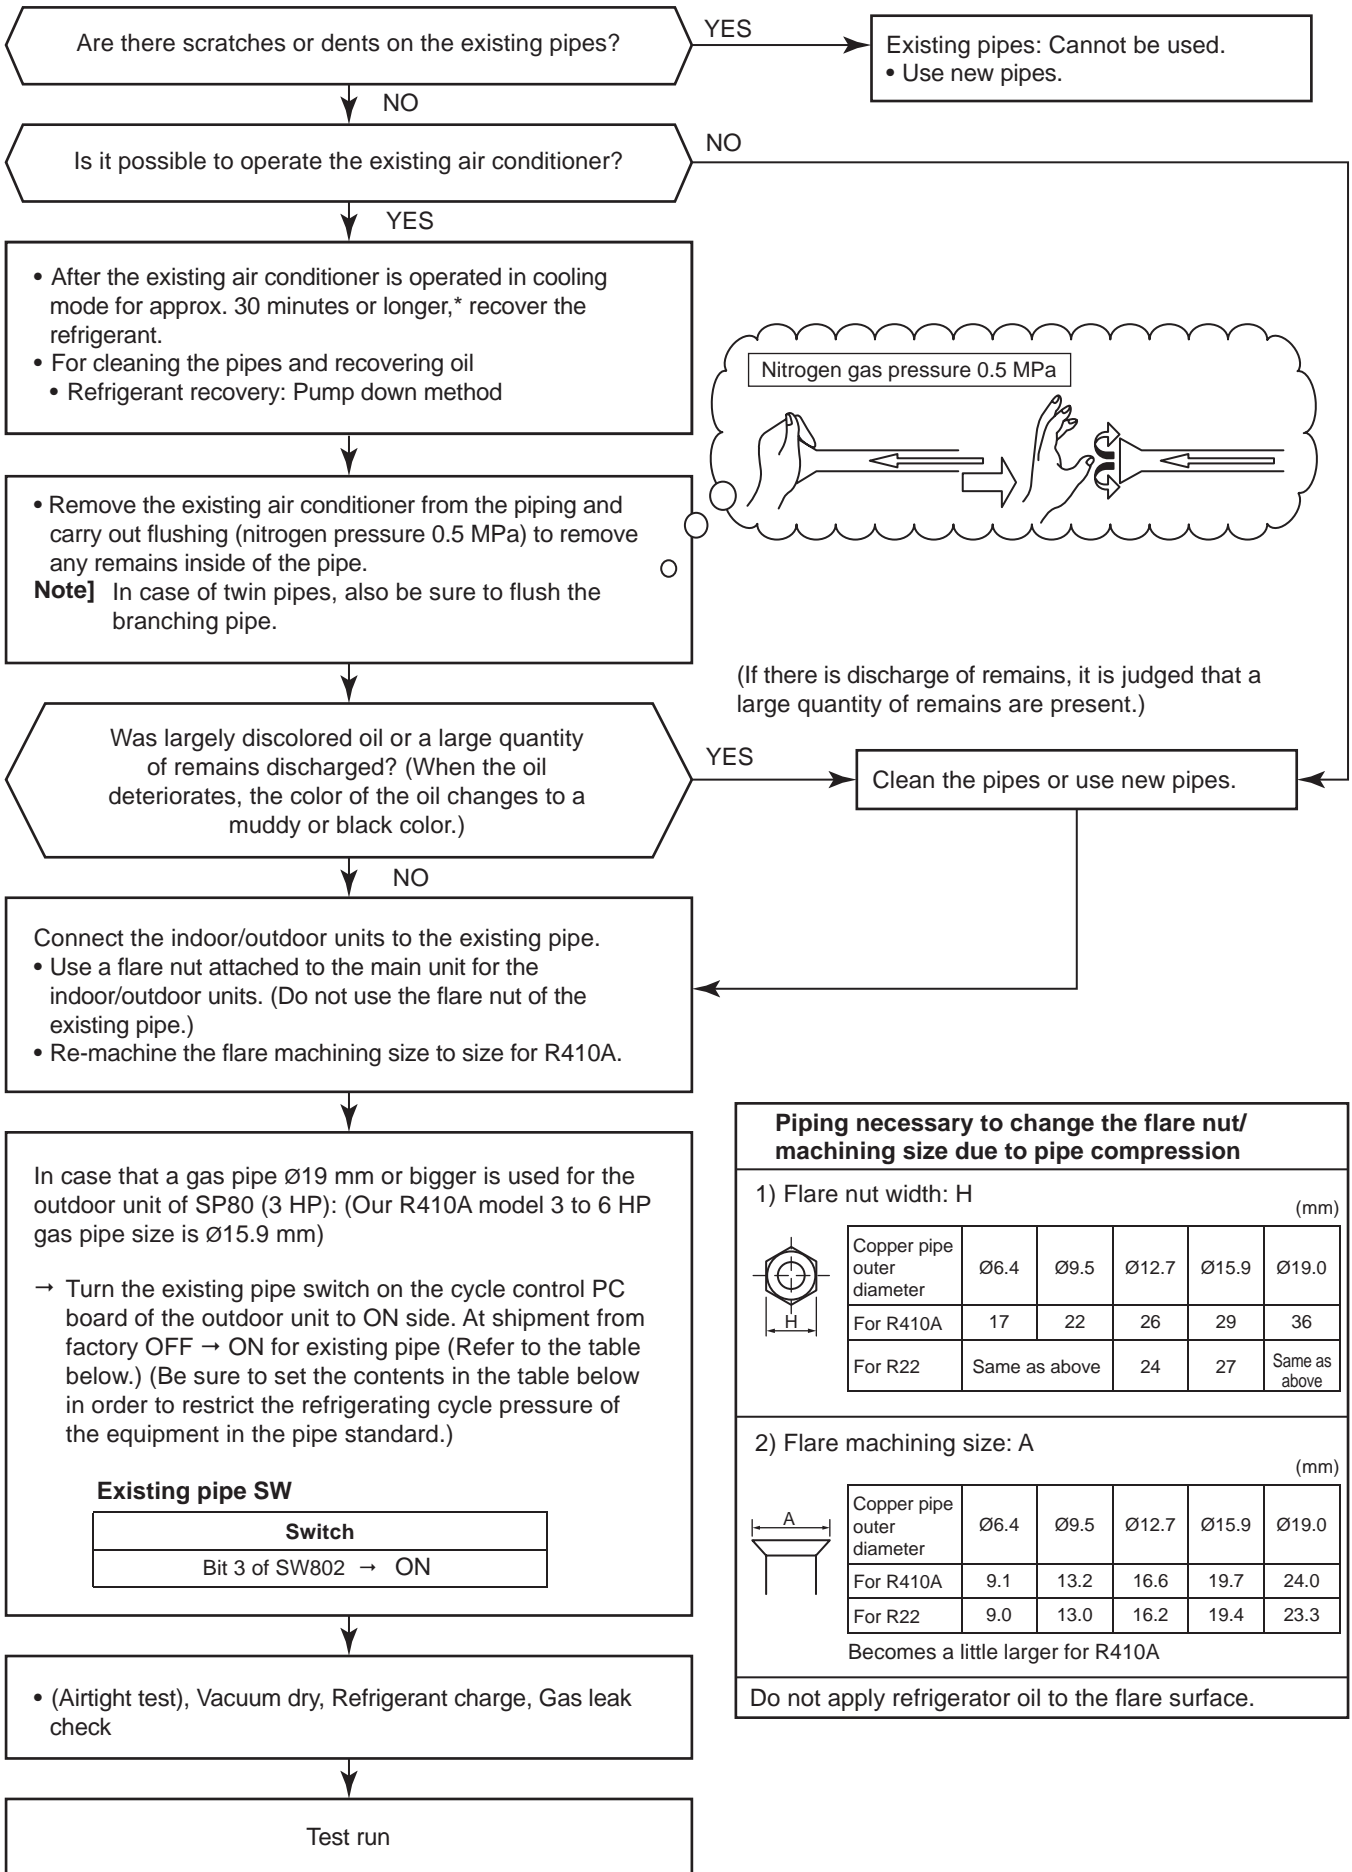 Are there scratches or dents on the existing pipes?
YES
Existing pipes: Cannot be used.
• Use new pipes.
NO
Is it possible to operate the existing air conditioner?
NO
YES
• After the existing air conditioner is operated in cooling
mode for approx. 30 minutes or longer,* recover the
refrigerant.
• For cleaning the pipes and recovering oil
• Refrigerant recovery: Pump down method
Nitrogen gas pressure 0.5 MPa
• Remove the existing air conditioner from the piping and
carry out flushing (nitrogen pressure 0.5 MPa) to remove
any remains inside of the pipe.
Note] In case of twin pipes, also be sure to flush the
branching pipe.
(If there is discharge of remains, it is judged that a
large quantity of remains are present.)
Was largely discolored oil or a large quantity
of remains discharged? (When the oil
deteriorates, the color of the oil changes to a
muddy or black color.)
YES
Clean the pipes or use new pipes.
NO
Connect the indoor/outdoor units to the existing pipe.
• Use a flare nut attached to the main unit for the
indoor/outdoor units. (Do not use the flare nut of the
existing pipe.)
• Re-machine the flare machining size to size for R410A.
In case that a gas pipe Ø19 mm or bigger is used for the
outdoor unit of SP80 (3 HP): (Our R410A model 3 to 6 HP
gas pipe size is Ø15.9 mm)
→ Turn the existing pipe switch on the cycle control PC
board of the outdoor unit to ON side. At shipment from
factory OFF → ON for existing pipe (Refer to the table
below.) (Be sure to set the contents in the table below
in order to restrict the refrigerating cycle pressure of
the equipment in the pipe standard.)
Existing pipe SW
Switch
Bit 3 of SW802 → ON
• (Airtight test), Vacuum dry, Refrigerant charge, Gas leak
check
Test run
Piping necessary to change the flare nut/
machining size due to pipe compression
1) Flare nut width: H
(mm)
H
Copper pipe
outer
diameter
Ø6.4 Ø9.5 Ø12.7 Ø15.9 Ø19.0
For R410A 17 22 26 29 36
For R22 Same as above 24 27 Same as
above
2) Flare machining size: A
(mm)
A
Copper pipe
outer
diameter
Ø6.4 Ø9.5 Ø12.7 Ø15.9 Ø19.0
For R410A 9.1 13.2 16.6 19.7 24.0
For R22 9.0 13.0 16.2 19.4 23.3
Becomes a little larger for R410A
Do not apply refrigerator oil to the flare surface.